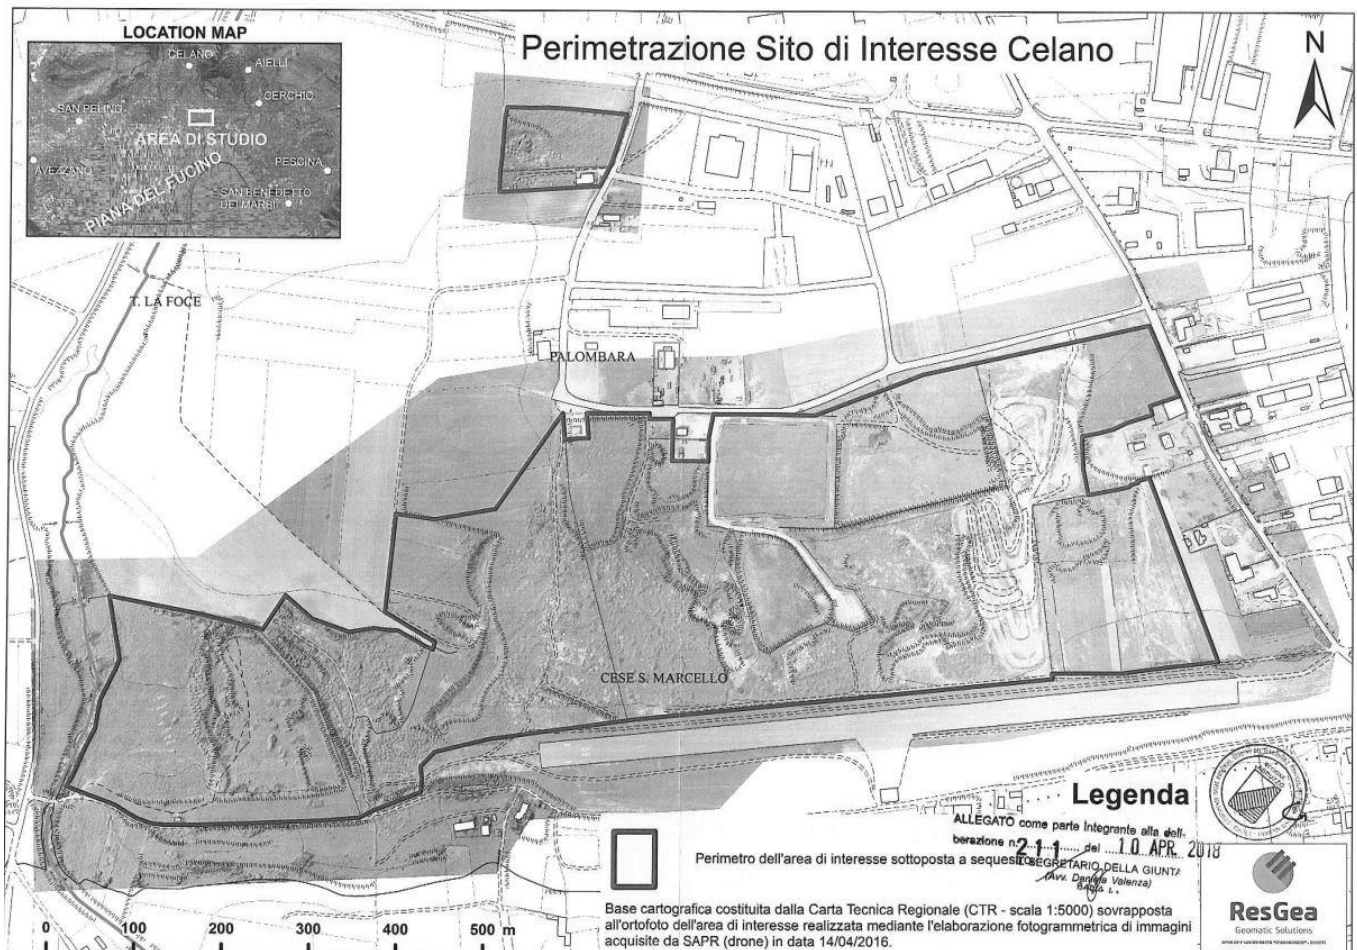 LOCATION MAP
CELANO
AIELLI
SAN PELINO
CERCHIO
AREA DI STUDIO
AVEZZANO
PESCINA
PIANA DEL FUCINO
SAN BENEDETTO
DEI MARSI
Perimetrazione Sito di Interesse Celano
N
T. LA FOCE
PALOMBARA
CESE S. MARCELLO
Legenda
ALLEGATO come parte integrante alla deli-
berazione n. 211 del 10 APR. 2018
Perimetro dell'area di interesse sottoposta a sequestro
SEGRETARIO DELLA GIUNTA
(Avv. Daniela Valenza)
Base cartografica costituita dalla Carta Tecnica Regionale (CTR - scala 1:5000) sovrapposta
all'ortofoto dell'area di interesse realizzata mediante l'elaborazione fotogrammetrica di immagini
acquisite da SAPR (drone) in data 14/04/2016.
0 100 200 300 400 500 m
ABRUZZO
ResGea
Geomatic Solutions